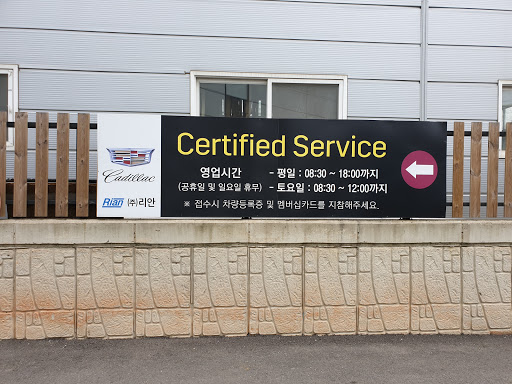 Certified Service
영업시간 - 평일 : 08:30 ~ 18:00까지
(공휴일 및 일요일 휴무) - 토요일 : 08:30 ~ 12:00까지
※ 접수시 차량등록증 및 멤버십카드를 지참해주세요.
Cadillac
Rian (주)리안